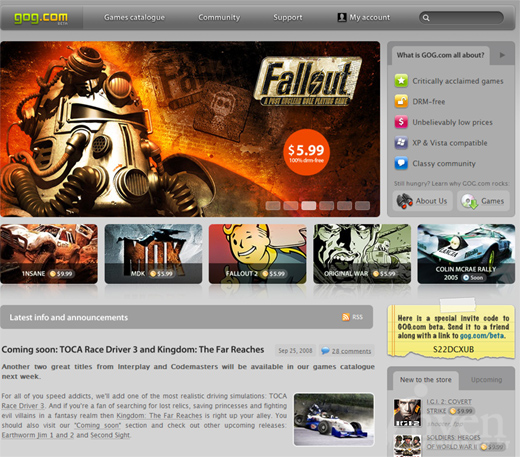 gog.com
BETA
Games catalogue
Community
Support
My account
Fallout
A POST NUCLEAR ROLE PLAYING GAME
$5.99
100% drm-free
What is GOG.com all about?
Critically acclaimed games
DRM-free
Unbelievably low prices
XP & Vista compatible
Classy community
Still hungry? Learn why GOG.com rocks:
About Us
Games
1NSANE $5.99
MDK $5.99
FALLOUT 2 $5.99
ORIGINAL WAR $5.99
COLIN MCRAE RALLY
2005 Soon
Latest info and announcements
RSS
Here is a special invite code to
GOG.com beta. Send it to a friend
along with a link to gog.com/beta.
S22DCXUB
Coming soon: TOCA Race Driver 3 and Kingdom: The Far Reaches
Sep 25, 2008
28 comments
Another two great titles from Interplay and Codemasters will be available in our games catalogue
next week.
For all of you speed addicts, we'll add one of the most realistic driving simulations: TOCA
Race Driver 3. And if you're a fan of searching for lost relics, saving princesses and fighting
evil villains in a fantasy realm then Kingdom: The Far Reaches is right up your alley. You
should also visit our "Coming soon" section and check out other upcoming releases:
Earthworm Jim 1 and 2 and Second Sight.
New to the store
Upcoming
I.G.I. 2: COVERT
STRIKE $9.99
SOLDIERS: HEROES
OF WORLD WAR II